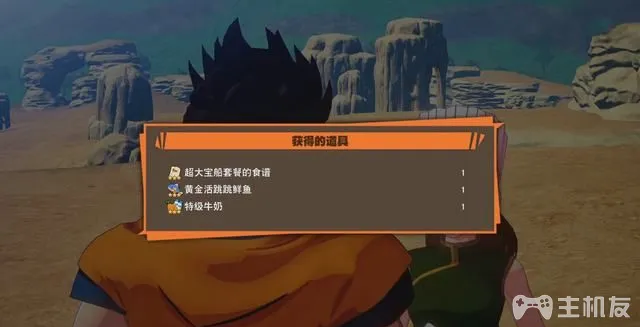 获得的道具
超大宝船套餐的食谱 1
黄金活跳跳鲜鱼 1
特级牛奶 1
主机友